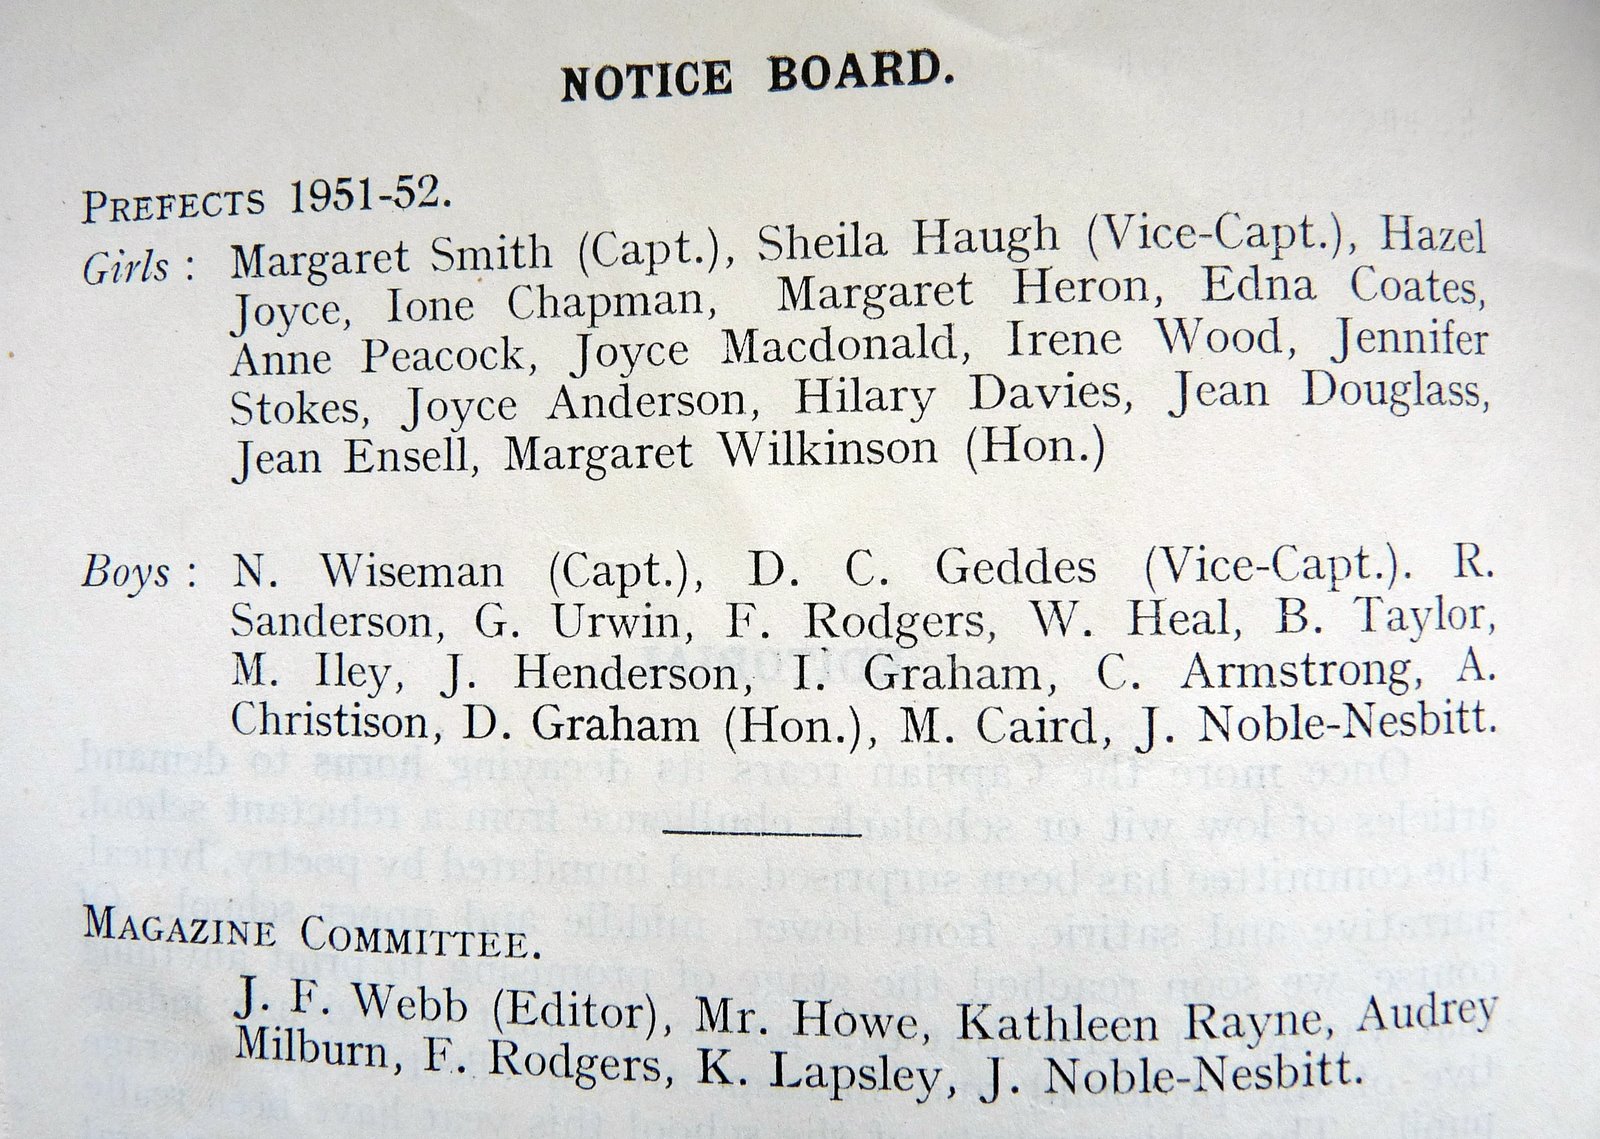 NOTICE BOARD.
PREFECTS 1951-52.
Girls : Margaret Smith (Capt.), Sheila Haugh (Vice-Capt.), Hazel
Joyce, Ione Chapman, Margaret Heron, Edna Coates,
Anne Peacock, Joyce Macdonald, Irene Wood, Jennifer
Stokes, Joyce Anderson, Hilary Davies, Jean Douglass,
Jean Ensell, Margaret Wilkinson (Hon.)
Boys : N. Wiseman (Capt.), D. C. Geddes (Vice-Capt.). R.
Sanderson, G. Urwin, F. Rodgers, W. Heal, B. Taylor,
M. Iley, J. Henderson, I. Graham, C. Armstrong, A.
Christison, D. Graham (Hon.), M. Caird, J. Noble-Nesbitt.
MAGAZINE COMMITTEE.
J. F. Webb (Editor), Mr. Howe, Kathleen Rayne, Audrey
Milburn, F. Rodgers, K. Lapsley, J. Noble-Nesbitt.